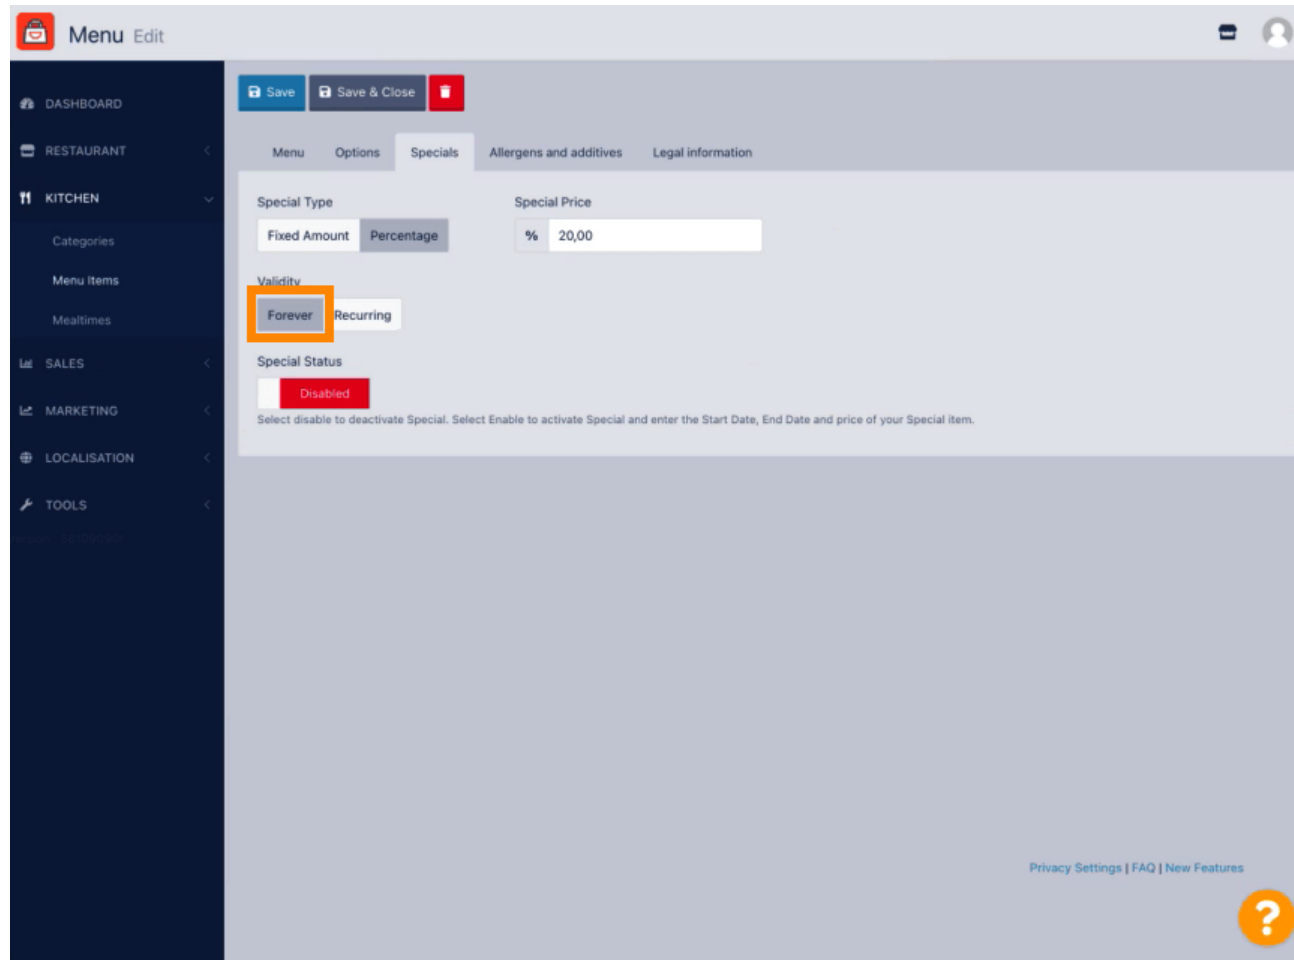 Menu Edit
DASHBOARD
RESTAURANT
KITCHEN
Categories
Menu Items
Mealtimes
SALES
MARKETING
LOCALISATION
TOOLS
Save
Save & Close
Menu
Options
Specials
Allergens and additives
Legal information
Special Type
Special Price
Fixed Amount
Percentage
% 20,00
Validity
Forever
Recurring
Special Status
Disabled
Select disable to deactivate Special. Select Enable to activate Special and enter the Start Date, End Date and price of your Special item.
Privacy Settings | FAQ | New Features
?